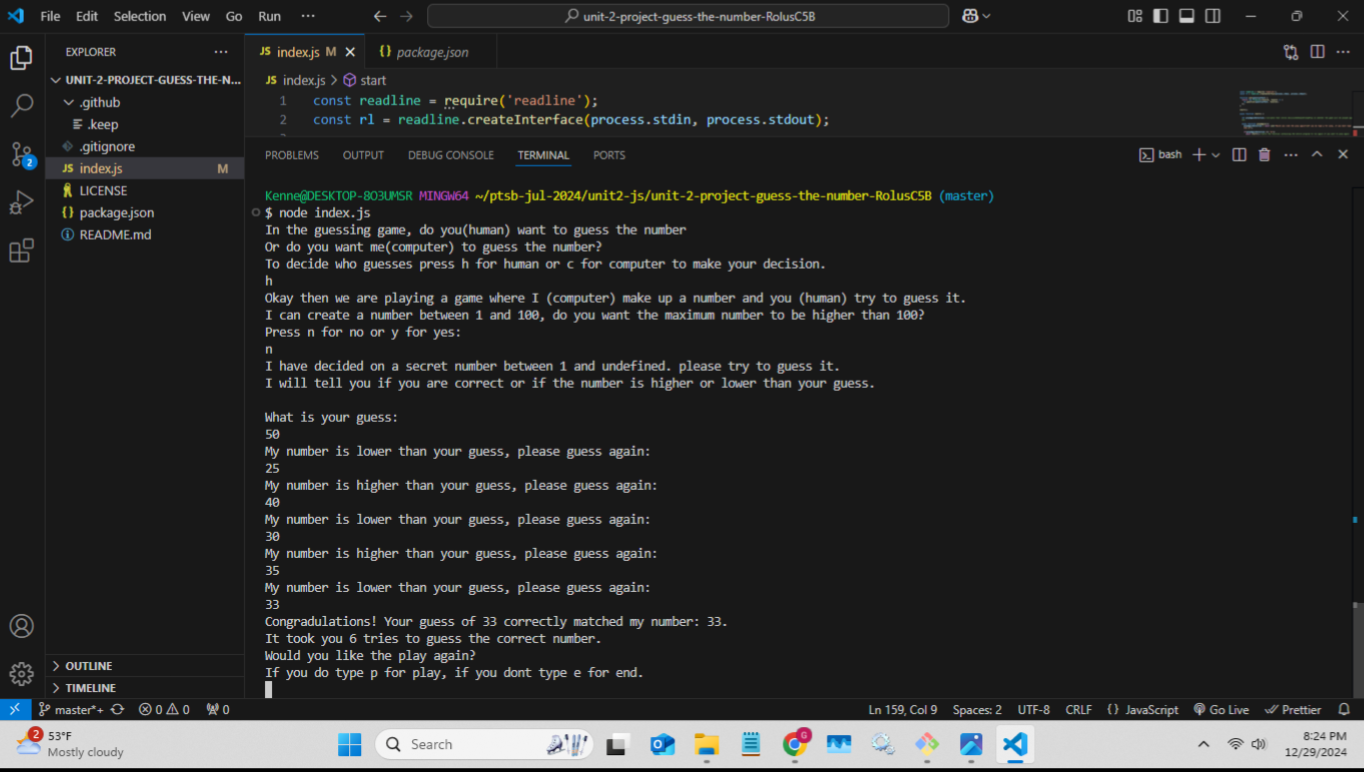 File Edit Selection View Go Run ··· unit-2-project-guess-the-number-RolusC5B
EXPLORER ···
UNIT-2-PROJECT-GUESS-THE-N...
.github
.keep
.gitignore
JS index.js M
LICENSE
{} package.json
README.md
OUTLINE
TIMELINE
JS index.js M {} package.json
JS index.js > start
1 const readline = require('readline');
2 const rl = readline.createInterface(process.stdin, process.stdout);
PROBLEMS OUTPUT DEBUG CONSOLE TERMINAL PORTS bash
Kenne@DESKTOP-8O3UMSR MINGW64 ~/ptsb-jul-2024/unit2-js/unit-2-project-guess-the-number-RolusC5B (master)
$ node index.js
In the guessing game, do you(human) want to guess the number
Or do you want me(computer) to guess the number?
To decide who guesses press h for human or c for computer to make your decision.
h
Okay then we are playing a game where I (computer) make up a number and you (human) try to guess it.
I can create a number between 1 and 100, do you want the maximum number to be higher than 100?
Press n for no or y for yes:
n
I have decided on a secret number between 1 and undefined. please try to guess it.
I will tell you if you are correct or if the number is higher or lower than your guess.
What is your guess:
50
My number is lower than your guess, please guess again:
25
My number is higher than your guess, please guess again:
40
My number is lower than your guess, please guess again:
30
My number is higher than your guess, please guess again:
35
My number is lower than your guess, please guess again:
33
Congradulations! Your guess of 33 correctly matched my number: 33.
It took you 6 tries to guess the correct number.
Would you like the play again?
If you do type p for play, if you dont type e for end.
2
master*+ 0 0 0 Ln 159, Col 9 Spaces: 2 UTF-8 CRLF {} JavaScript Go Live Prettier
2 53°F
Mostly cloudy
Search
G
8:24 PM
12/29/2024